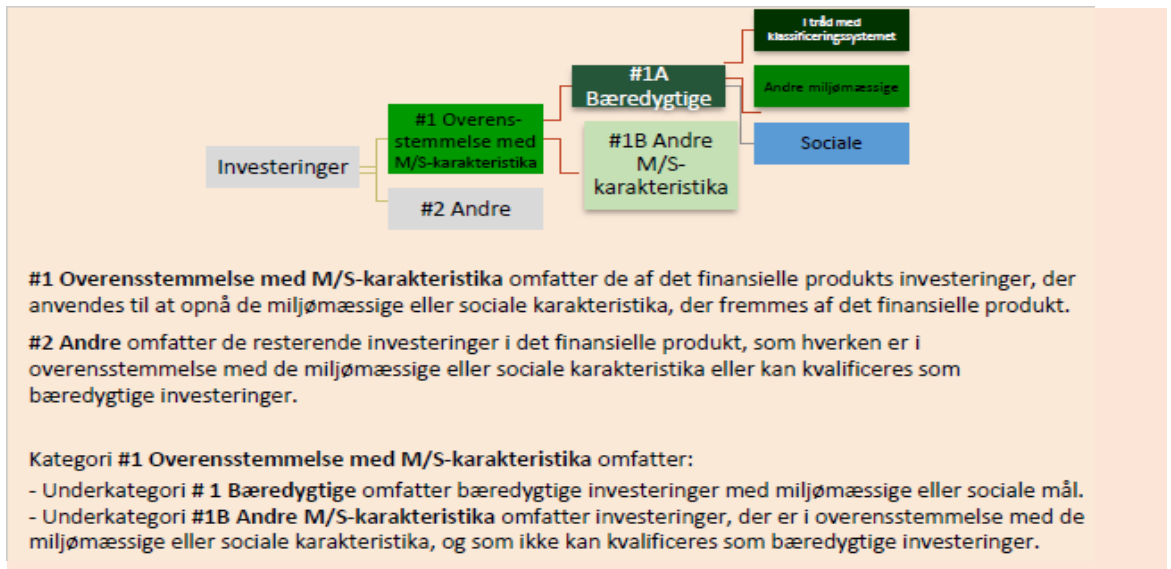 I tråd med
klassificeringssystemet
#1A
Bæredygtige
Andre miljømæssige
#1 Overens-
stemmelse med
M/S-karakteristika
#1B Andre
M/S-
karakteristika
Sociale
Investeringer
#2 Andre
#1 Overensstemmelse med M/S-karakteristika omfatter de af det finansielle produkts investeringer, der
anvendes til at opnå de miljømæssige eller sociale karakteristika, der fremmes af det finansielle produkt.
#2 Andre omfatter de resterende investeringer i det finansielle produkt, som hverken er i
overensstemmelse med de miljømæssige eller sociale karakteristika eller kan kvalificeres som
bæredygtige investeringer.
Kategori #1 Overensstemmelse med M/S-karakteristika omfatter:
- Underkategori # 1 Bæredygtige omfatter bæredygtige investeringer med miljømæssige eller sociale mål.
- Underkategori #1B Andre M/S-karakteristika omfatter investeringer, der er i overensstemmelse med de
miljømæssige eller sociale karakteristika, og som ikke kan kvalificeres som bæredygtige investeringer.